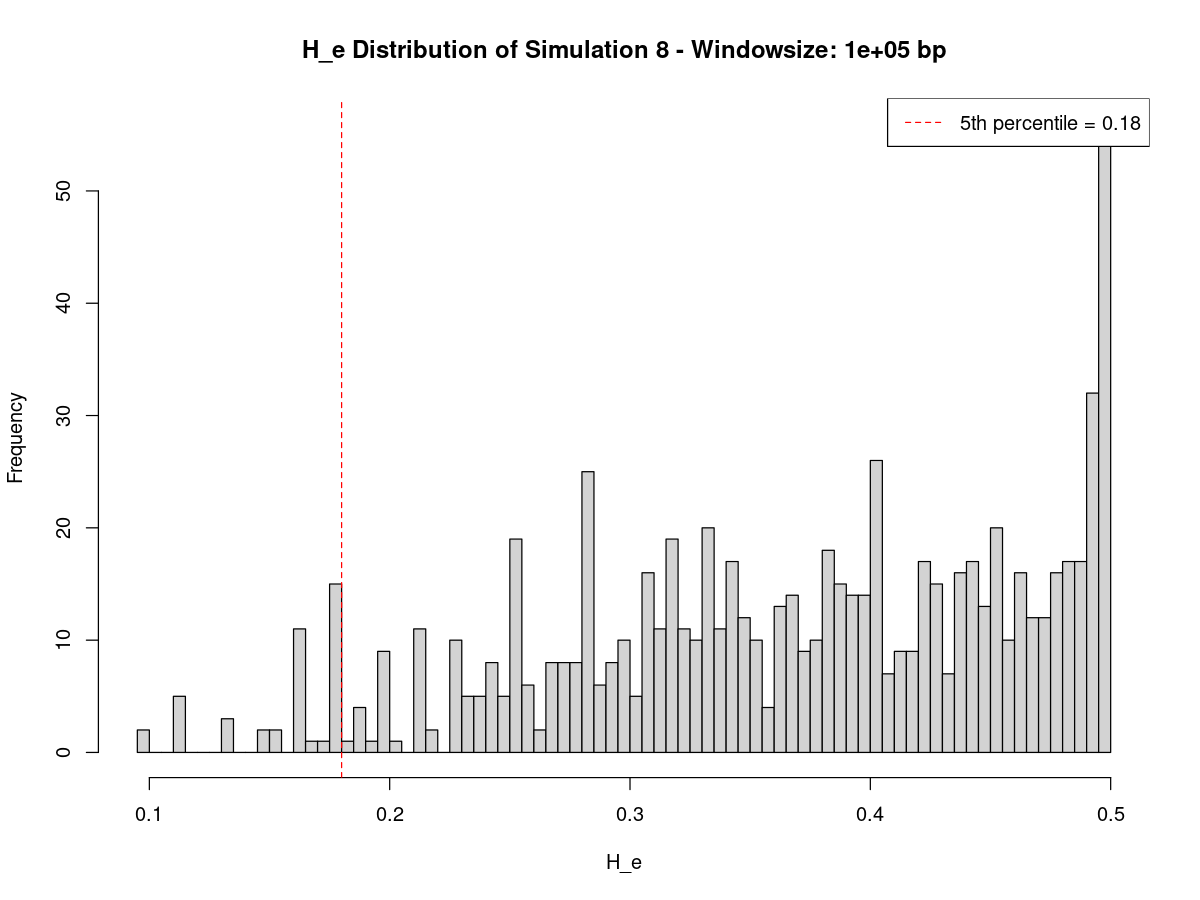 H_e Distribution of Simulation 8 - Windowsize: 1e+05 bp
5th percentile = 0.18
Frequency
50
40
30
20
10
0
0.1 0.2 0.3 0.4 0.5
H_e